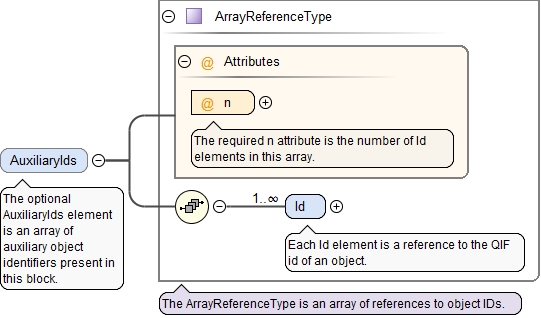 ArrayReferenceType
@ Attributes
@ n
The required n attribute is the number of Id
elements in this array.
AuxiliaryIds
The optional
AuxiliaryIds element
is an array of
auxiliary object
identifiers present in
this block.
1..∞
Id
Each Id element is a reference to the QIF
id of an object.
The ArrayReferenceType is an array of references to object IDs.